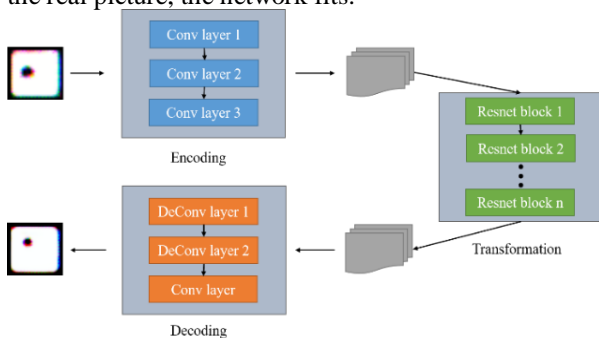 the real picture, the network fits.
Conv layer 1
Conv layer 2
Conv layer 3
Encoding
Resnet block 1
Resnet block 2
Resnet block n
Transformation
DeConv layer 1
DeConv layer 2
Conv layer
Decoding